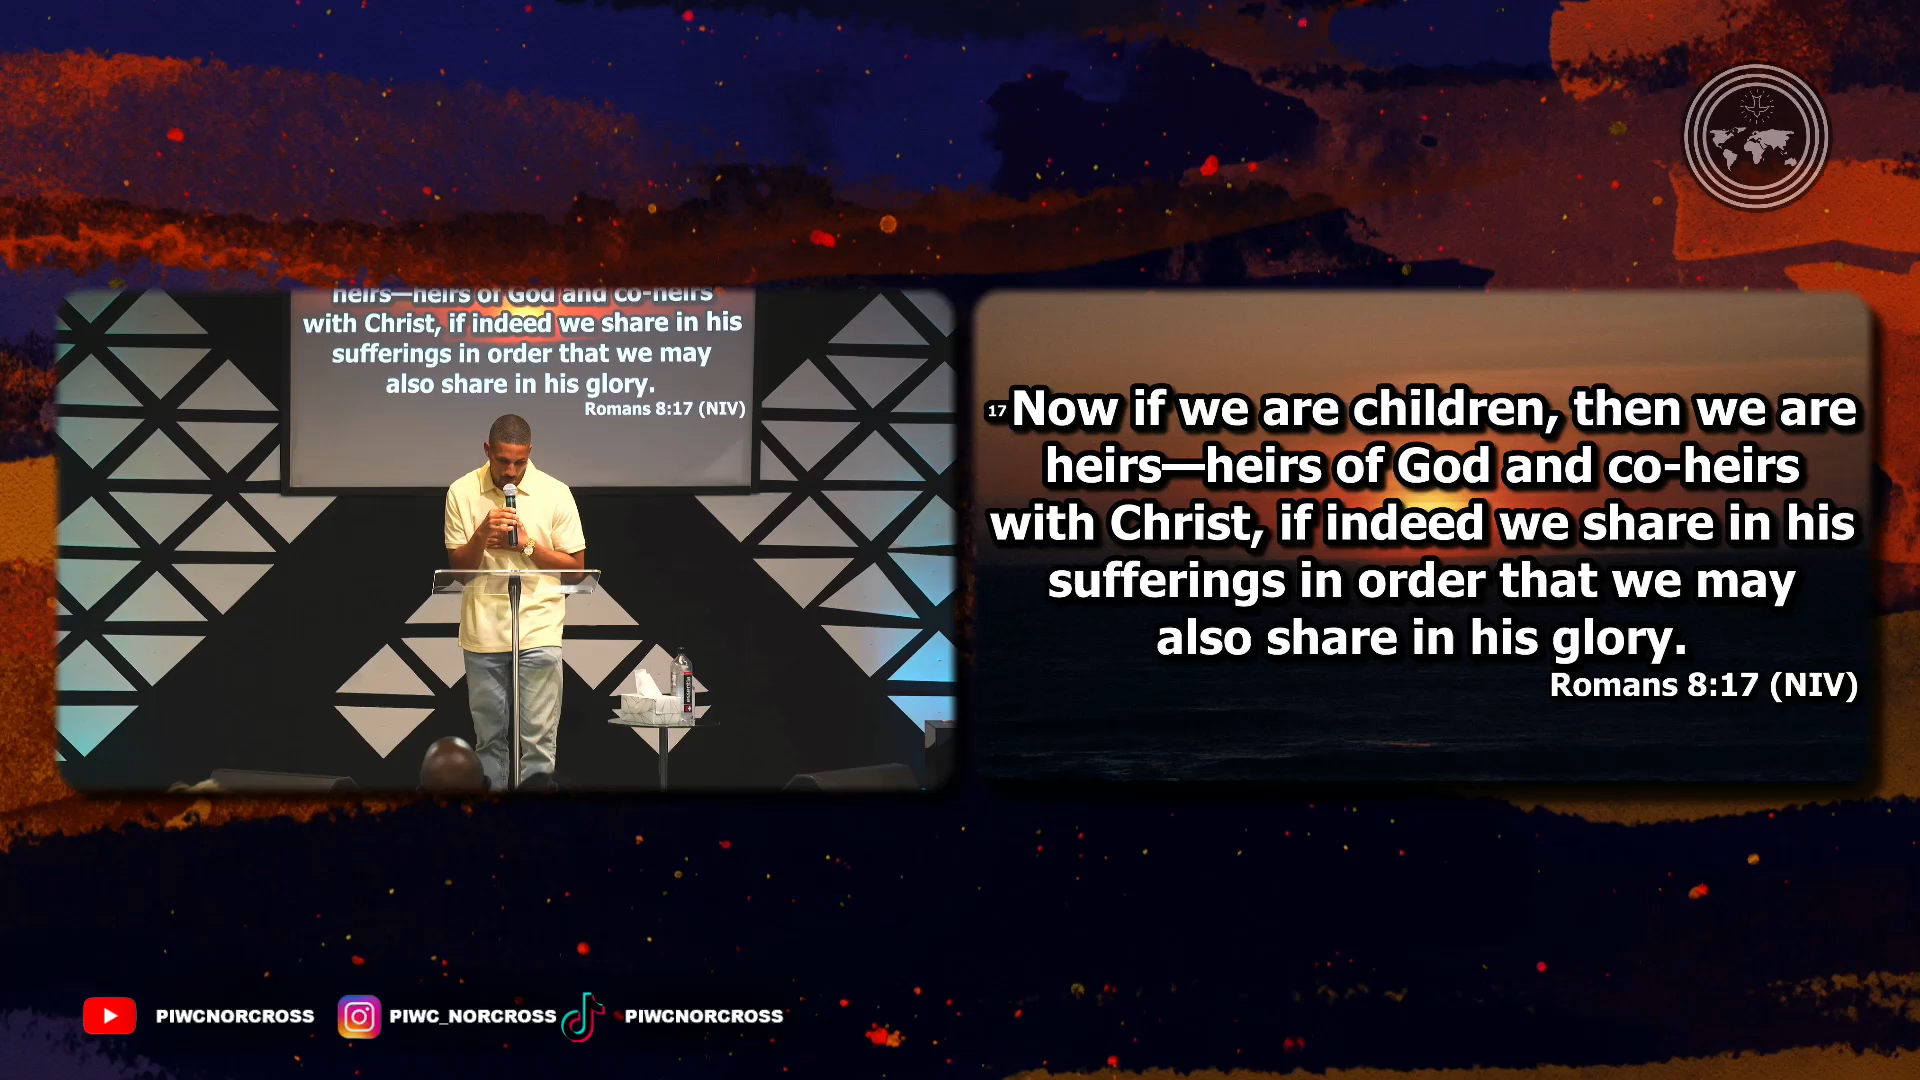 heirs—heirs of God and co-heirs
with Christ, if indeed we share in his
sufferings in order that we may
also share in his glory.
Romans 8:17 (NIV)
17 Now if we are children, then we are
heirs—heirs of God and co-heirs
with Christ, if indeed we share in his
sufferings in order that we may
also share in his glory.
Romans 8:17 (NIV)
essentia
PIWCNORCROSS PIWC_NORCROSS PIWCNORCROSS